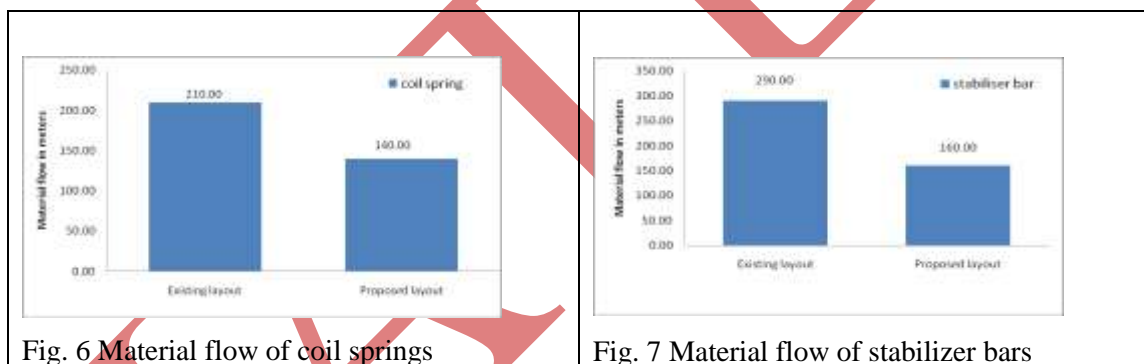 250.00
200.00
150.00
100.00
50.00
0.00
Material flow in meters
coil spring
210.00
140.00
Existing layout
Proposed layout
Fig. 6 Material flow of coil springs
350.00
300.00
250.00
200.00
150.00
100.00
50.00
0.00
Material flow in meters
stabiliser bar
290.00
160.00
Existing layout
Proposed layout
Fig. 7 Material flow of stabilizer bars